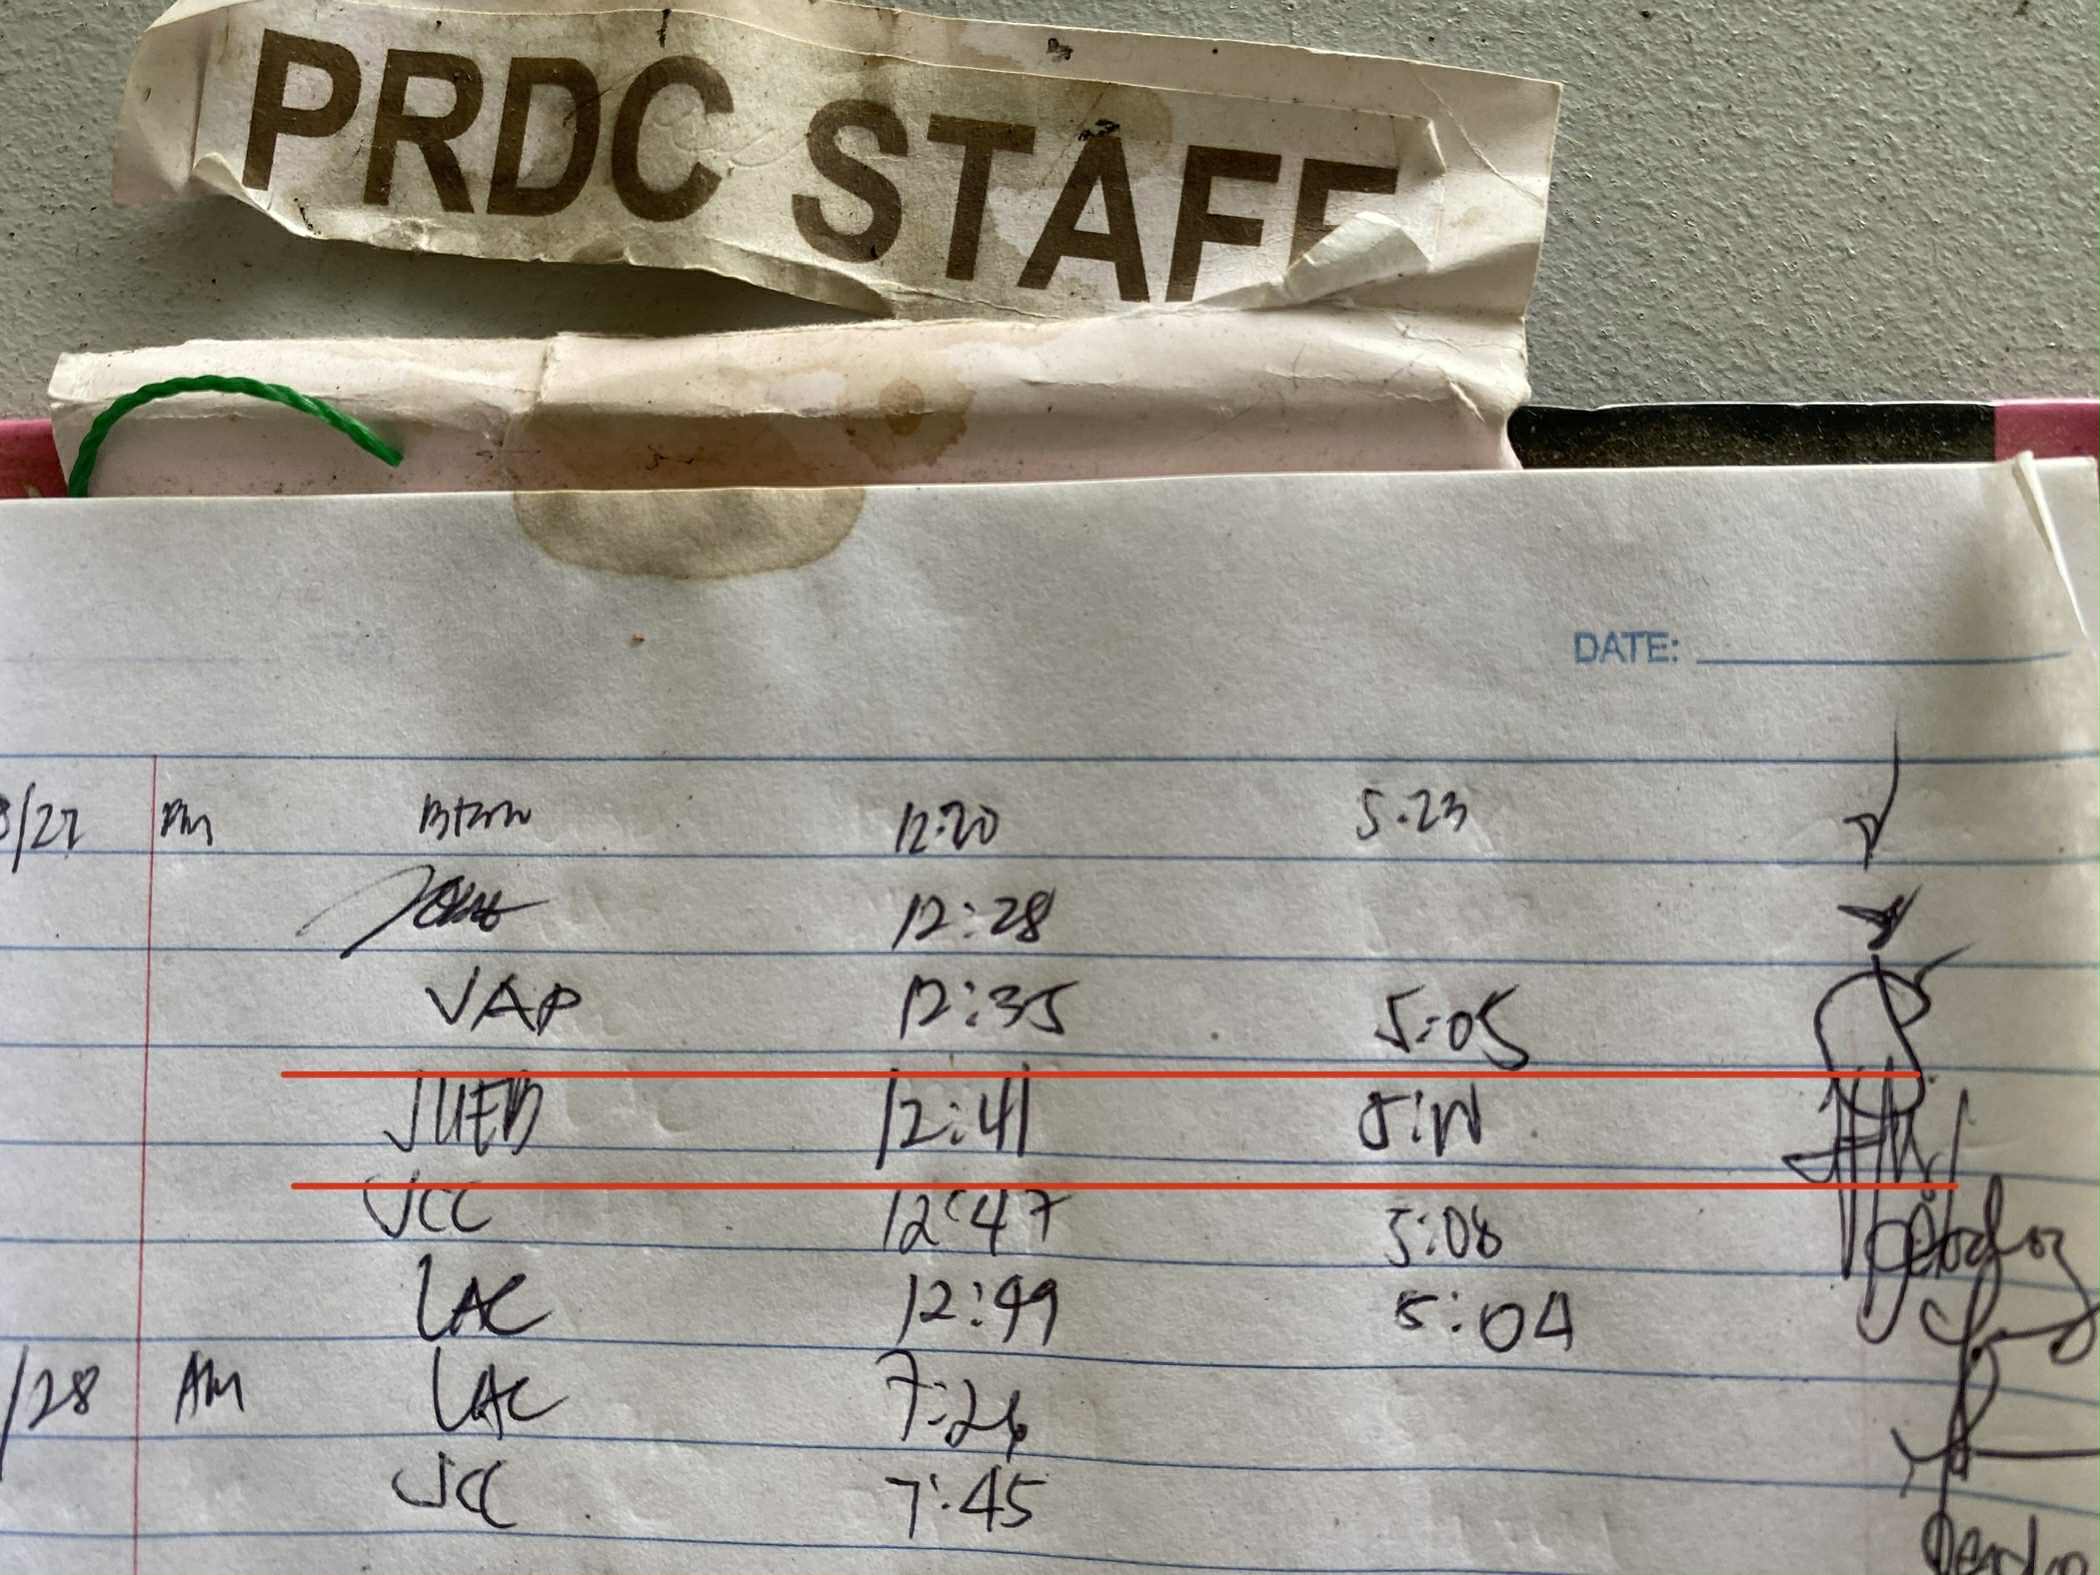 PRDC STAFF
DATE:
/27 PM 12:20 5:23
12:28
VAP 12:35 5:05
JUEB 12:41 5:
JCC 12:47 5:08
LAC 12:49 5:04
/28 AM LAC 7:26
JCC 7:45